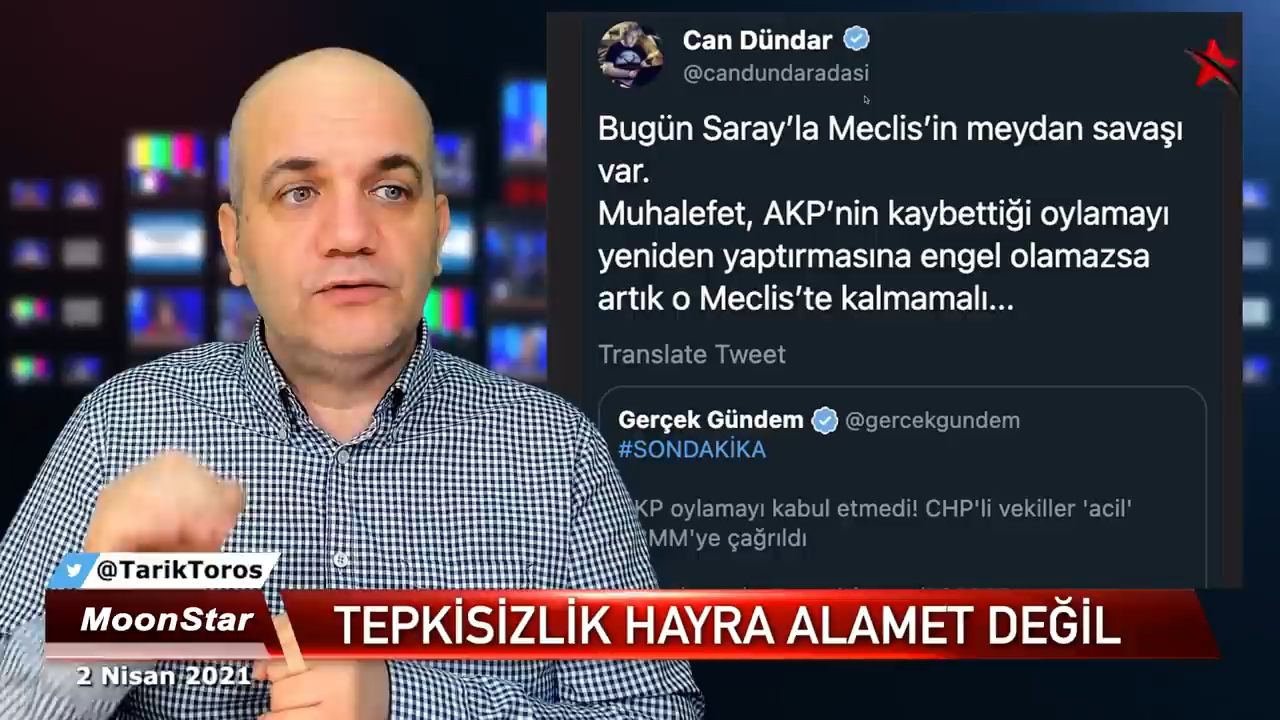 Can Dündar
@candundaradasi
Bugün Saray’la Meclis’in meydan savaşı
var.
Muhalefet, AKP’nin kaybettiği oylamayı
yeniden yaptırmasına engel olamazsa
artık o Meclis’te kalmamalı...
Translate Tweet
Gerçek Gündem @gercekgundem
#SONDAKİKA
oylamayı kabul etmedi! CHP'li vekiller 'acil'
çağrıldı
@TarikToros
MoonStar
TEPKİSİZLİK HAYRA ALAMET DEĞİL
2 Nisan 2021